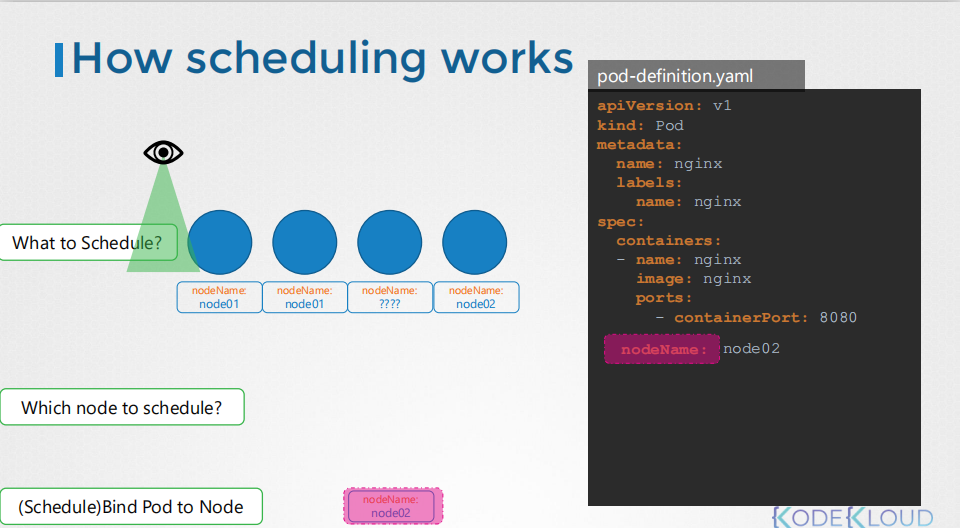 How scheduling works
pod-definition.yaml
apiVersion: v1
kind: Pod
metadata:
  name: nginx
  labels:
    name: nginx
spec:
  containers:
  - name: nginx
    image: nginx
    ports:
      - containerPort: 8080
  nodeName: node02
What to Schedule?
nodeName:
node01
nodeName:
node01
nodeName:
????
nodeName:
node02
Which node to schedule?
(Schedule)Bind Pod to Node
nodeName:
node02
KODEKLOUD